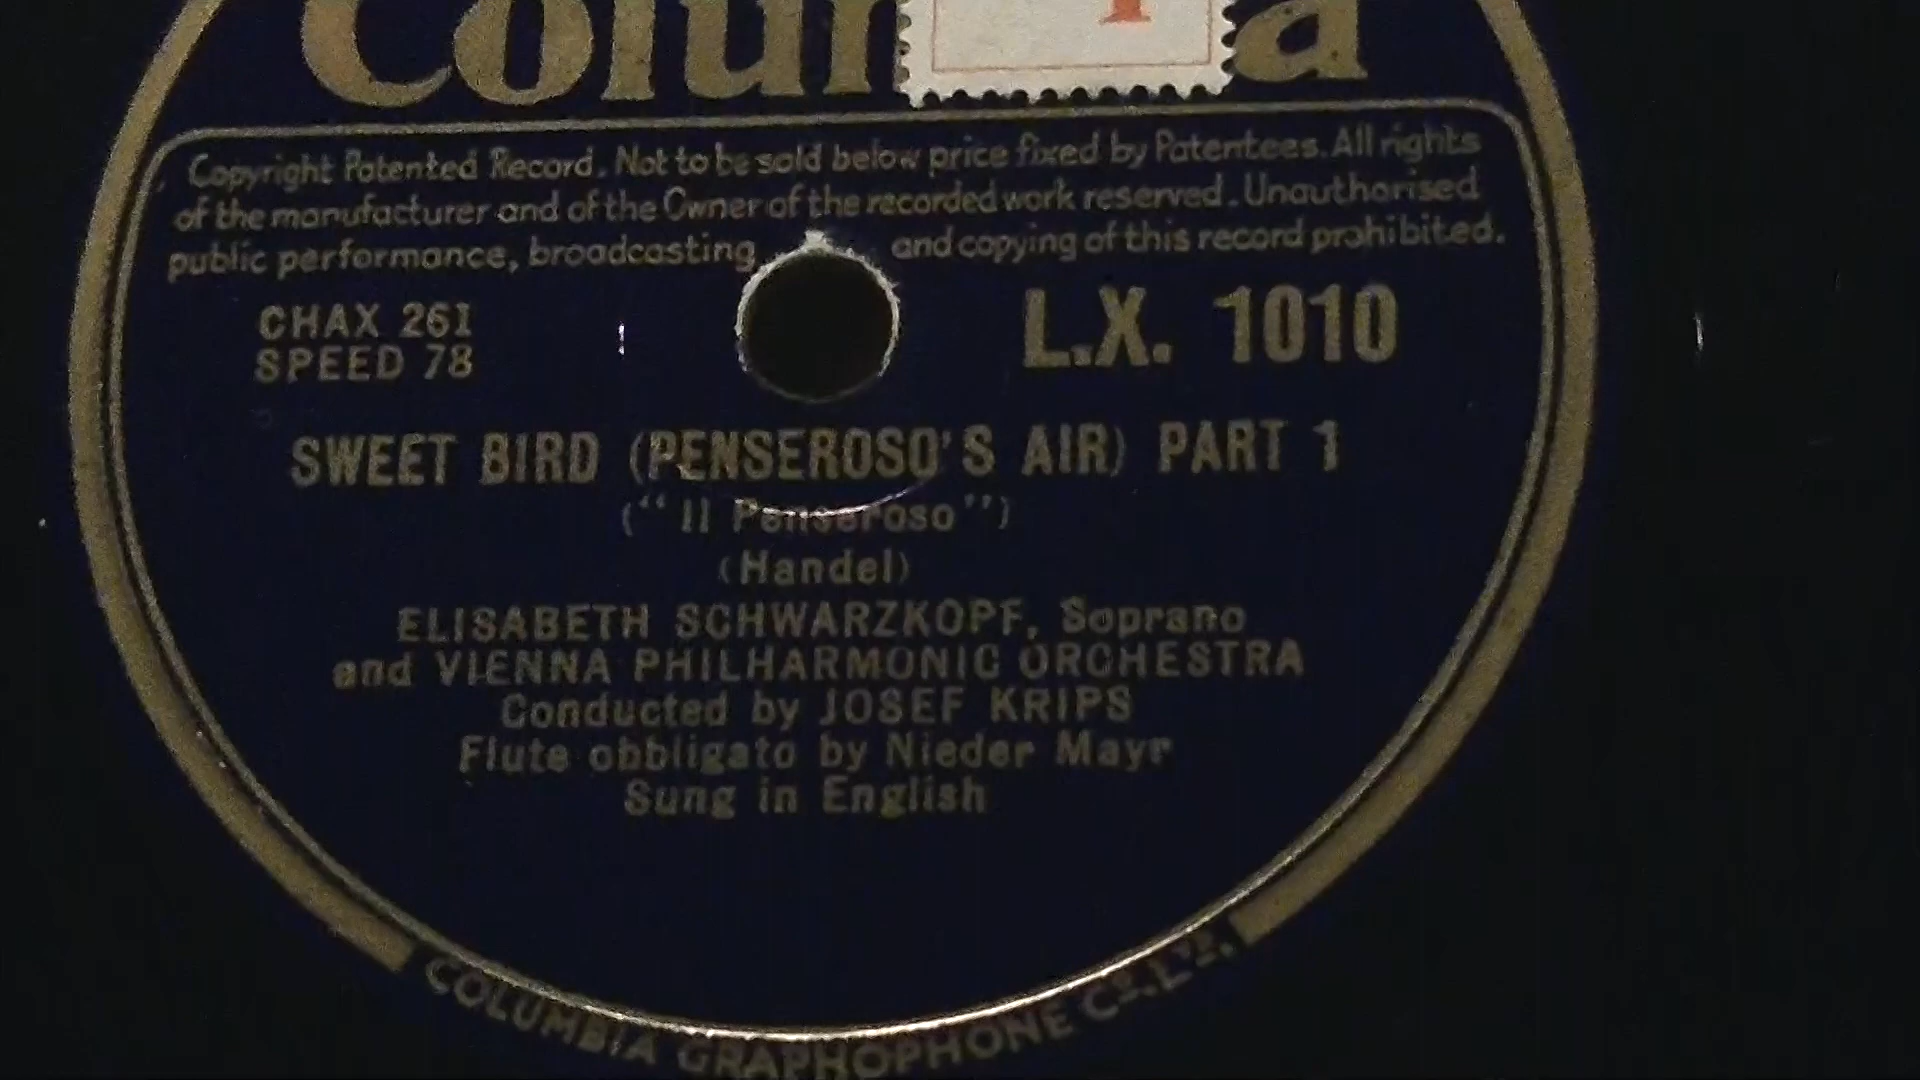 Columbia
Copyright Patented Record. Not to be sold below price fixed by Patentees. All rights
of the manufacturer and of the Owner of the recorded work reserved. Unauthorised
public performance, broadcasting and copying of this record prohibited.
CHAX 261
SPEED 78
L.X. 1010
SWEET BIRD (PENSEROSO'S AIR) PART 1
("Il Penseroso")
(Handel)
ELISABETH SCHWARZKOPF, Soprano
and VIENNA PHILHARMONIC ORCHESTRA
Conducted by JOSEF KRIPS
Flute obbligato by Nieder Mayr
Sung in English
COLUMBIA GRAPHOPHONE Co. LTD.